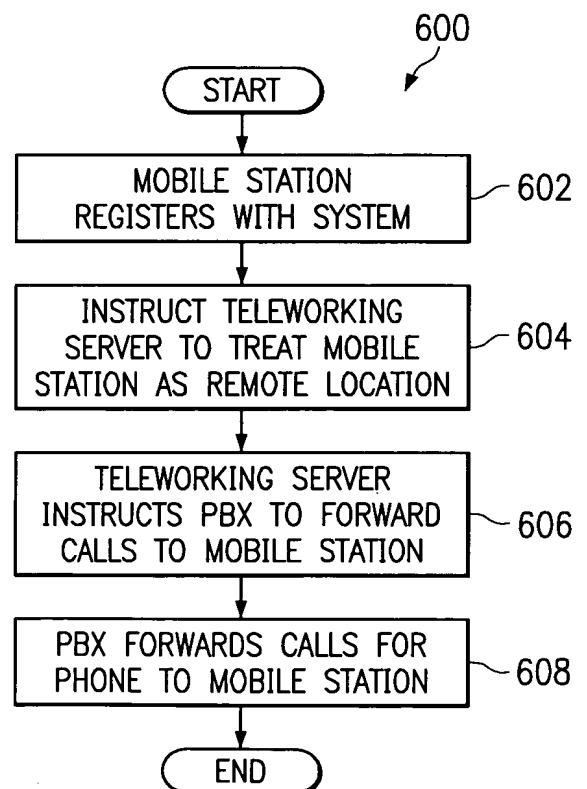 600
START
MOBILE STATION
REGISTERS WITH SYSTEM
602
INSTRUCT TELEWORKING
SERVER TO TREAT MOBILE
STATION AS REMOTE LOCATION
604
TELEWORKING SERVER
INSTRUCTS PBX TO FORWARD
CALLS TO MOBILE STATION
606
PBX FORWARDS CALLS FOR
PHONE TO MOBILE STATION
608
END